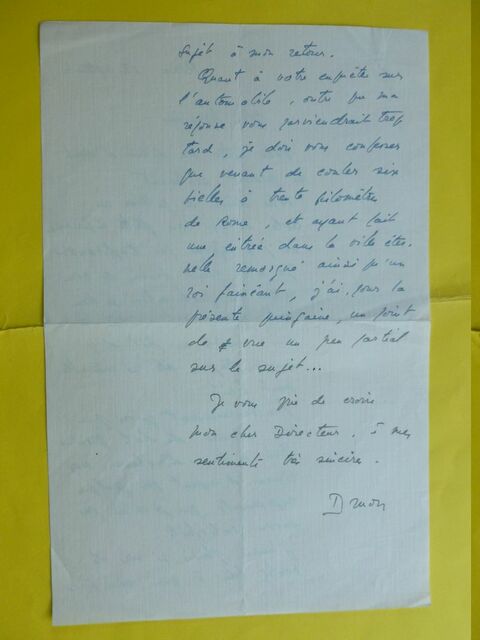 sujet à mon retour.
Quant à votre enquête sur
l'automobile, outre que ma
réponse vous parviendrait trop
tard, je dois vous confesser
que venant de couler six
bielles à trente kilomètres
de Rome, et ayant fait
une entrée dans la ville éter-
nelle remorqué ainsi qu'un
roi fainéant, j'ai, pour la
présente quinzaine, un point
de vue un peu partial
sur le sujet...
Je vous prie de croire
mon cher Directeur, à mes
sentiments très sincères.
Druon